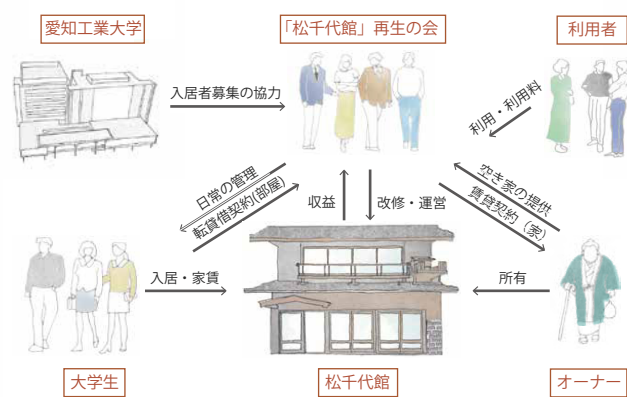 愛知工業大学
「松千代館」再生の会
利用者
入居者募集の協力
利用・利用料
日常の管理
転貸借契約(部屋)
収益
改修・運営
空き家の提供
賃貸契約（家）
入居・家賃
所有
大学生
松千代館
オーナー